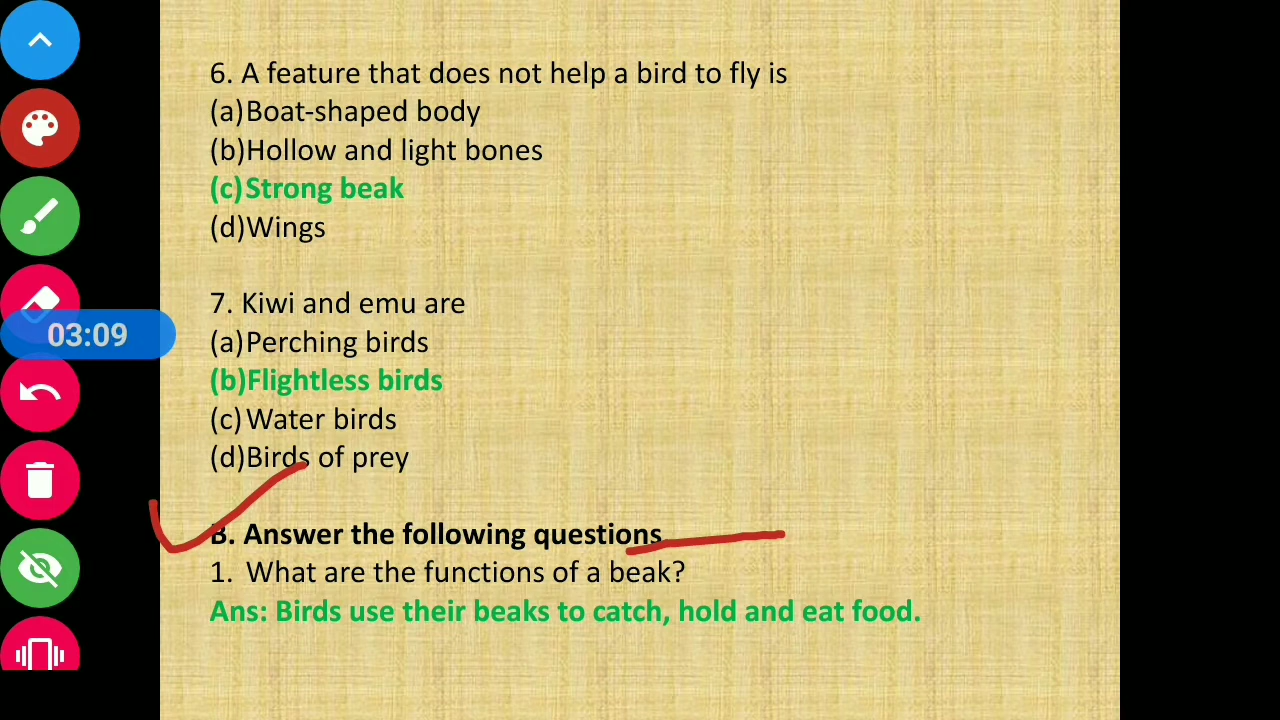 6. A feature that does not help a bird to fly is
(a)Boat-shaped body
(b)Hollow and light bones
(c)Strong beak
(d)Wings
7. Kiwi and emu are
(a)Perching birds
(b)Flightless birds
(c)Water birds
(d)Birds of prey
03:09
B. Answer the following questions
1. What are the functions of a beak?
Ans: Birds use their beaks to catch, hold and eat food.